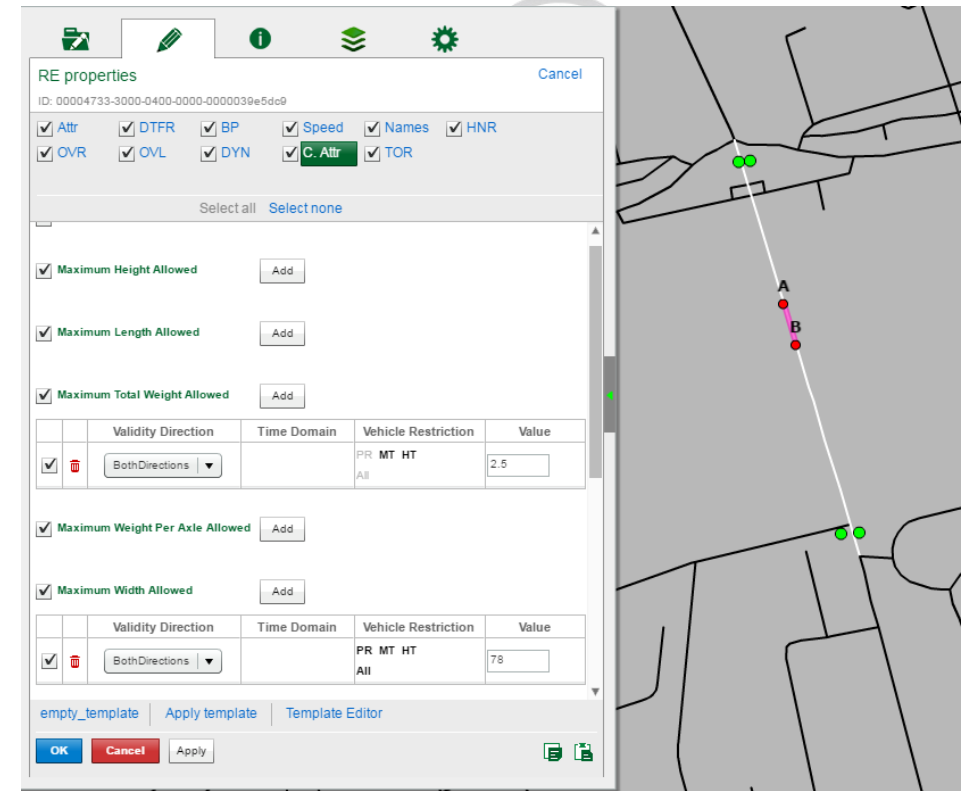 RE properties Cancel
ID: 00004733-3000-0400-0000-0000039e5dc9
Attr DTFR BP Speed Names HNR
OVR OVL DYN C. Attr TOR
Select all Select none
Maximum Height Allowed Add
Maximum Length Allowed Add
Maximum Total Weight Allowed Add
Validity Direction Time Domain Vehicle Restriction Value
BothDirections PR MT HT 2.5
All
Maximum Weight Per Axle Allowed Add
Maximum Width Allowed Add
Validity Direction Time Domain Vehicle Restriction Value
BothDirections PR MT HT 78
All
empty_template Apply template Template Editor
OK Cancel Apply
A
B